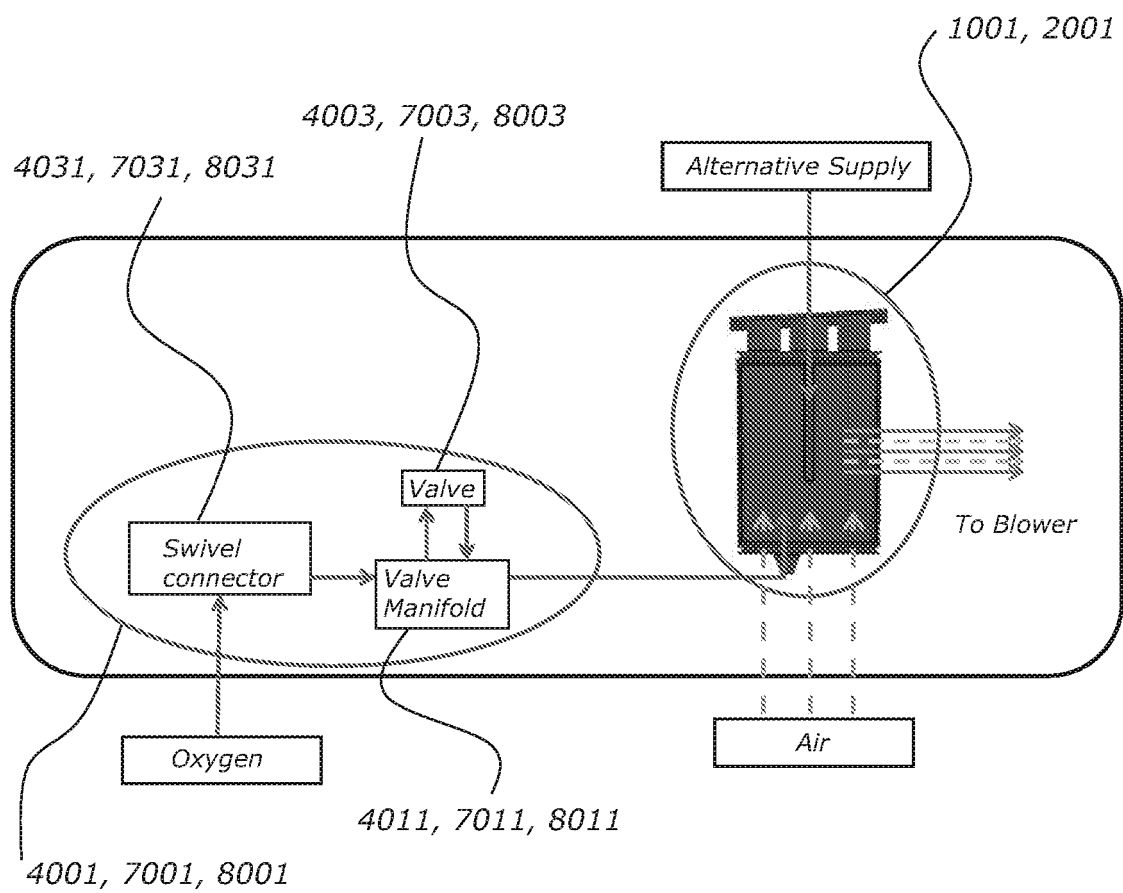 1001, 2001
4003, 7003, 8003
4031, 7031, 8031
Alternative Supply
Valve
Swivel
connector
Valve
Manifold
To Blower
Oxygen
Air
4011, 7011, 8011
4001, 7001, 8001